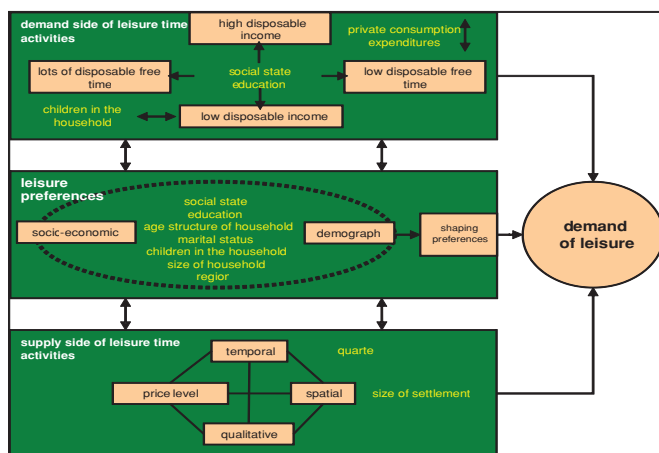 demand side of leisure time
activities
high disposable
income
private consumption
expenditures
lots of disposable free
time
social state
education
low disposable free
time
children in the
household
low disposable income
leisure
preferences
social state
education
age structure of household
marital status
children in the household
size of household
regior
socic-economic
demograph
shaping
preferences
demand
of leisure
supply side of leisure time
activities
temporal
quarte
price level
spatial
size of settlement
qualitative